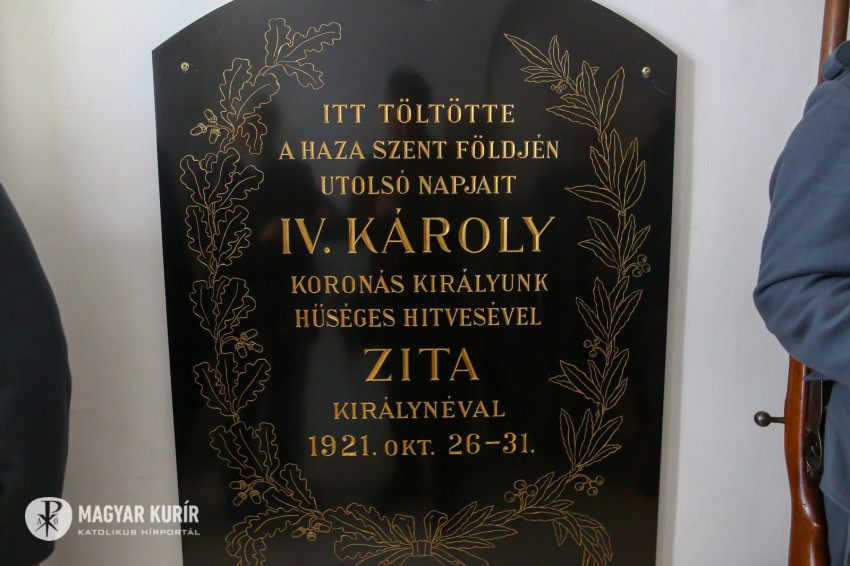 ITT TÖLTÖTTE
A HAZA SZENT FÖLDJÉN
UTOLSÓ NAPJAIT
IV. KÁROLY
KORONÁS KIRÁLYUNK
HŰSÉGES HITVESÉVEL
ZITA
KIRÁLYNÉVAL
1921. OKT. 26–31.
MAGYAR KURÍR
KATOLIKUS HÍRPORTÁL